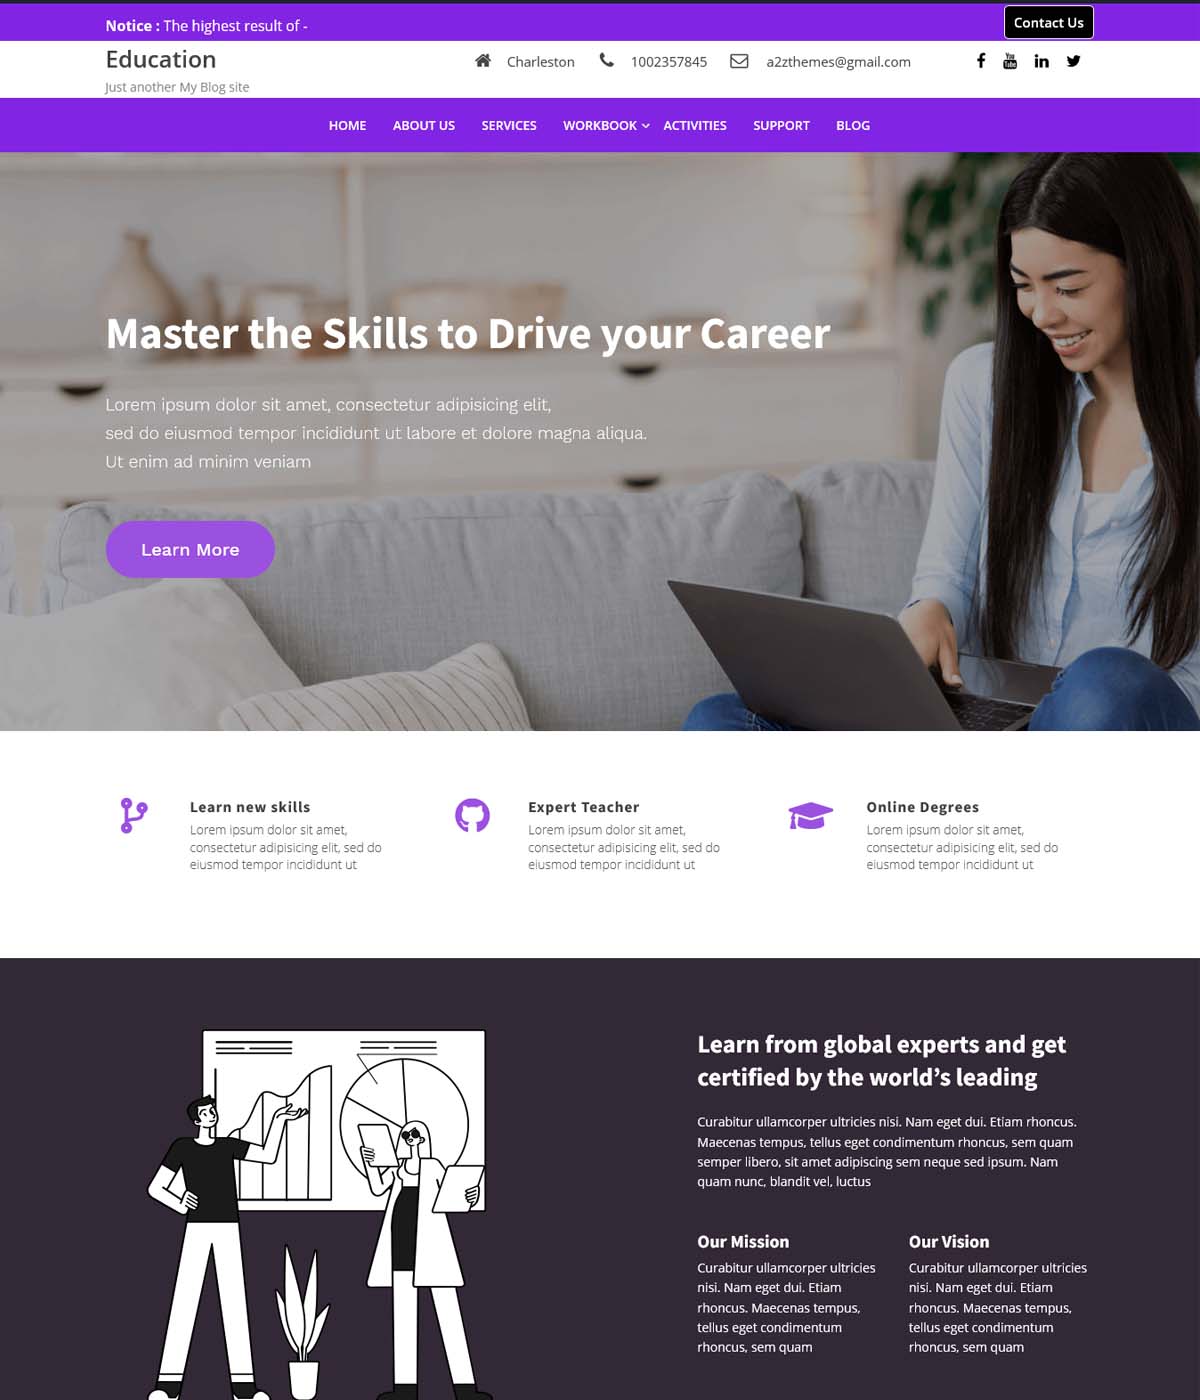 Notice : The highest result of -
Contact Us
Education
Just another My Blog site
Charleston
1002357845
a2zthemes@gmail.com
HOME ABOUT US SERVICES WORKBOOK ACTIVITIES SUPPORT BLOG
Master the Skills to Drive your Career
Lorem ipsum dolor sit amet, consectetur adipisicing elit,
sed do eiusmod tempor incididunt ut labore et dolore magna aliqua.
Ut enim ad minim veniam
Learn More
Learn new skills
Lorem ipsum dolor sit amet,
consectetur adipisicing elit, sed do
eiusmod tempor incididunt ut
Expert Teacher
Lorem ipsum dolor sit amet,
consectetur adipisicing elit, sed do
eiusmod tempor incididunt ut
Online Degrees
Lorem ipsum dolor sit amet,
consectetur adipisicing elit, sed do
eiusmod tempor incididunt ut
Learn from global experts and get
certified by the world’s leading
Curabitur ullamcorper ultricies nisi. Nam eget dui. Etiam rhoncus.
Maecenas tempus, tellus eget condimentum rhoncus, sem quam
semper libero, sit amet adipiscing sem neque sed ipsum. Nam
quam nunc, blandit vel, luctus
Our Mission
Curabitur ullamcorper ultricies
nisi. Nam eget dui. Etiam
rhoncus. Maecenas tempus,
tellus eget condimentum
rhoncus, sem quam
Our Vision
Curabitur ullamcorper ultricies
nisi. Nam eget dui. Etiam
rhoncus. Maecenas tempus,
tellus eget condimentum
rhoncus, sem quam